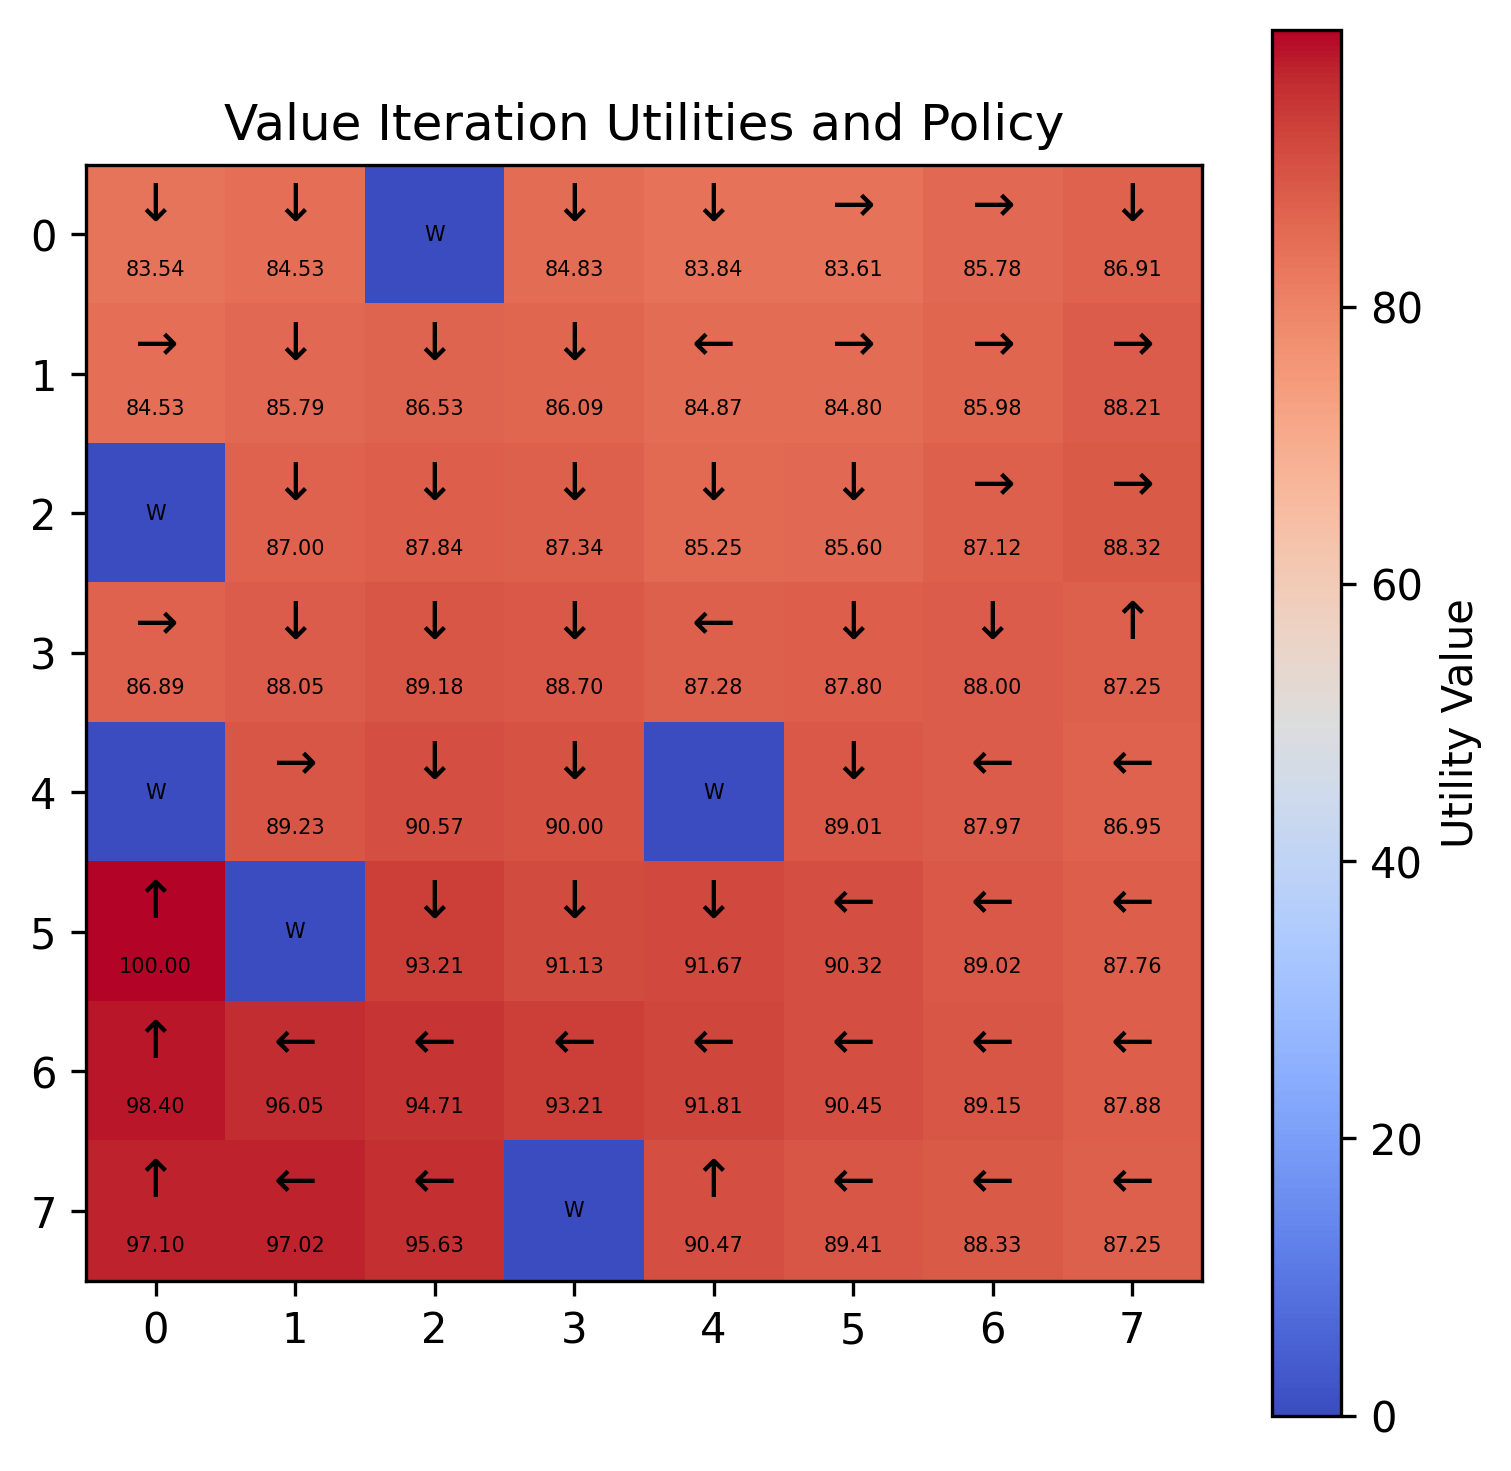 Value Iteration Utilities and Policy
0 ↓ ↓ W ↓ ↓ → → ↓
83.54 84.53 84.83 83.84 83.61 85.78 86.91
1 → ↓ ↓ ↓ ← → → →
84.53 85.79 86.53 86.09 84.87 84.80 85.98 88.21
2 W ↓ ↓ ↓ ↓ ↓ → →
87.00 87.84 87.34 85.25 85.60 87.12 88.32
3 → ↓ ↓ ↓ ← ↓ ↓ ↑
86.89 88.05 89.18 88.70 87.28 87.80 88.00 87.25
4 W → ↓ ↓ W ↓ ← ←
89.23 90.57 90.00 89.01 87.97 86.95
5 ↑ W ↓ ↓ ↓ ← ← ←
100.00 93.21 91.13 91.67 90.32 89.02 87.76
6 ↑ ← ← ← ← ← ← ←
98.40 96.05 94.71 93.21 91.81 90.45 89.15 87.88
7 ↑ ← ← W ↑ ← ← ←
97.10 97.02 95.63 90.47 89.41 88.33 87.25
0 1 2 3 4 5 6 7
80
60
40
20
0
Utility Value